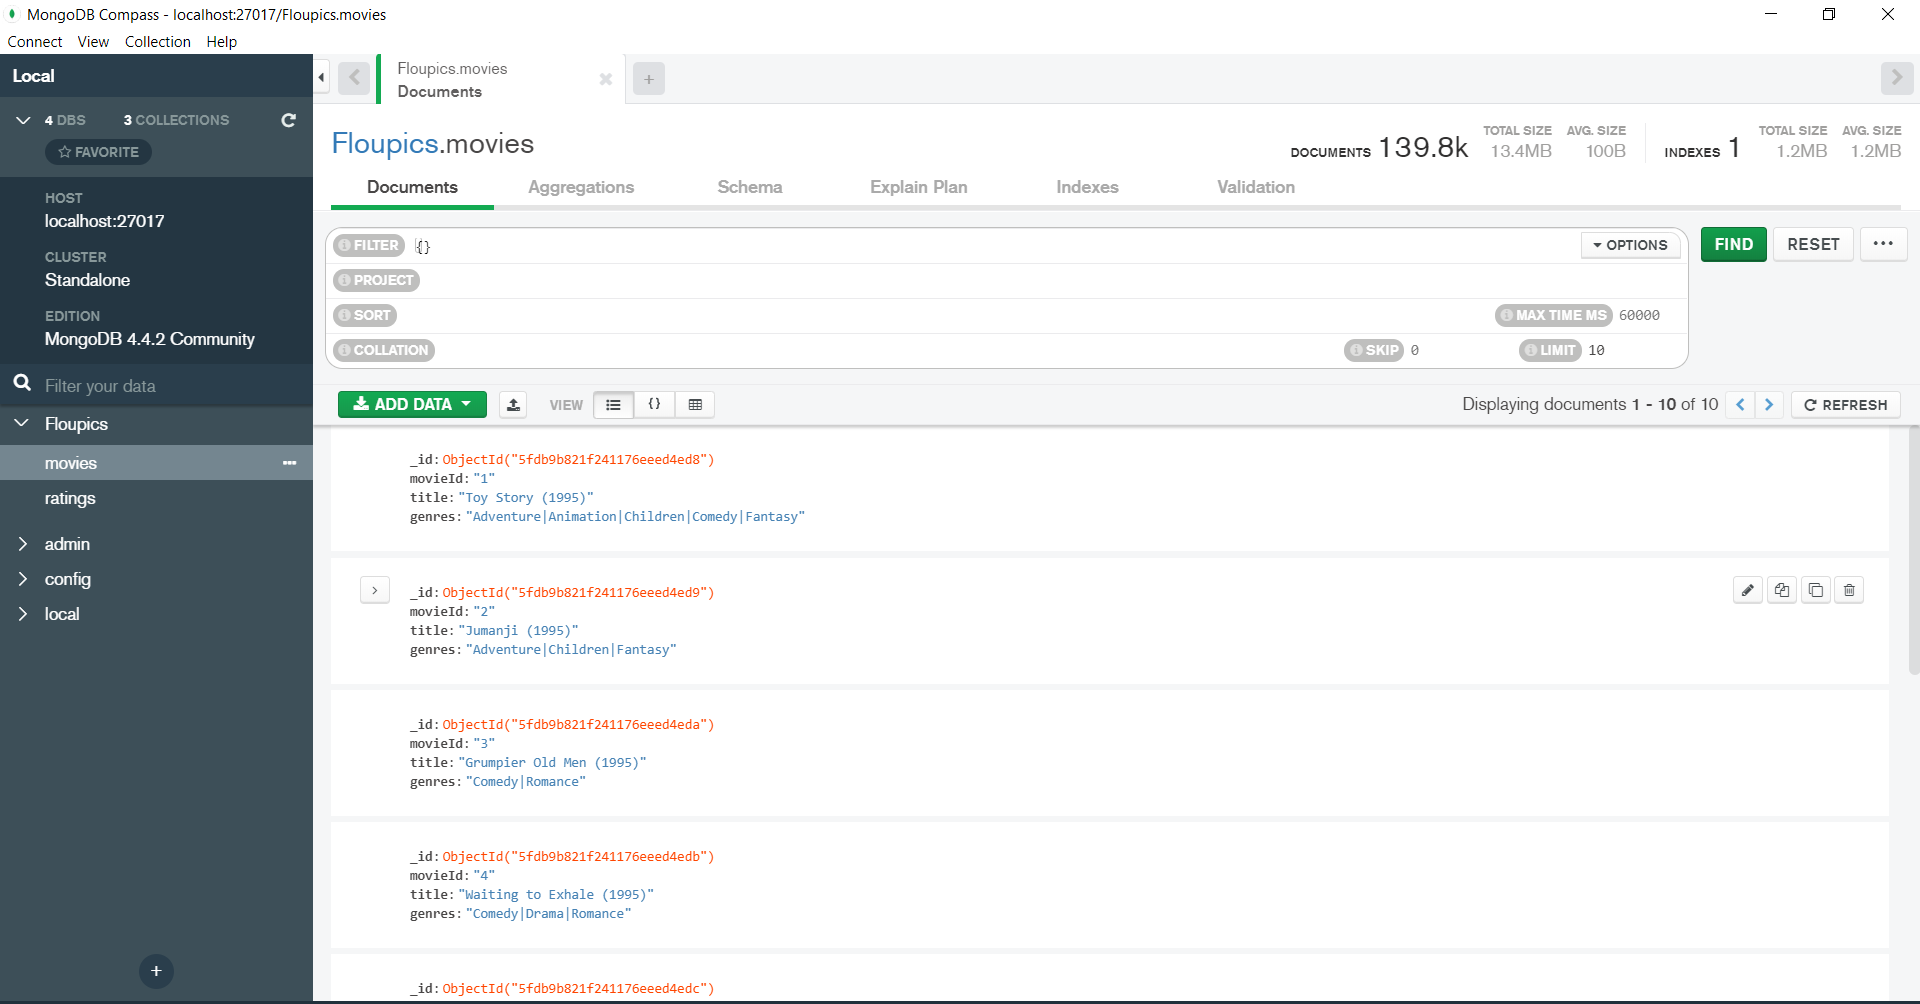 MongoDB Compass - localhost:27017/Floupics.movies
Connect View Collection Help
Local
4 DBS 3 COLLECTIONS
FAVORITE
HOST
localhost:27017
CLUSTER
Standalone
EDITION
MongoDB 4.4.2 Community
Filter your data
Floupics
movies
ratings
admin
config
local
+
Floupics.movies
Documents
+
Floupics.movies
DOCUMENTS 139.8k
TOTAL SIZE
13.4MB
AVG. SIZE
100B
INDEXES 1
TOTAL SIZE
1.2MB
AVG. SIZE
1.2MB
Documents Aggregations Schema Explain Plan Indexes Validation
FILTER {} OPTIONS FIND RESET ...
PROJECT
SORT MAX TIME MS 60000
COLLATION SKIP 0 LIMIT 10
ADD DATA VIEW {} Displaying documents 1 - 10 of 10 REFRESH
_id: ObjectId("5fdb9b821f241176eeed4ed8")
movieId: "1"
title: "Toy Story (1995)"
genres: "Adventure|Animation|Children|Comedy|Fantasy"
_id: ObjectId("5fdb9b821f241176eeed4ed9")
movieId: "2"
title: "Jumanji (1995)"
genres: "Adventure|Children|Fantasy"
_id: ObjectId("5fdb9b821f241176eeed4eda")
movieId: "3"
title: "Grumpier Old Men (1995)"
genres: "Comedy|Romance"
_id: ObjectId("5fdb9b821f241176eeed4edb")
movieId: "4"
title: "Waiting to Exhale (1995)"
genres: "Comedy|Drama|Romance"
_id: ObjectId("5fdb9b821f241176eeed4edc")